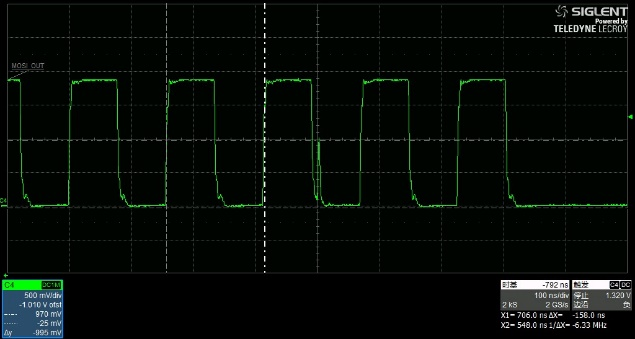 SIGLENT
Powered by
TELEDYNE LECROY
MOSI_OUT
C4
C4 DC1M
500 mV/div
-1.010 V ofst
970 mV
-25 mV
Δy -995 mV
时基 -792 ns
100 ns/div
2 kS 2 GS/s
触发 C4 DC
停止 1.320 V
边沿 负
X1= 706.0 ns ΔX= -158.0 ns
X2= 548.0 ns 1/ΔX= -6.33 MHz